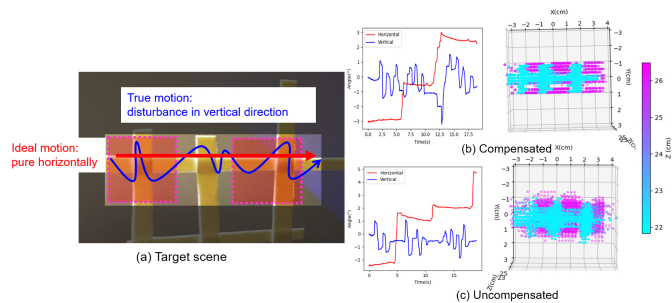 True motion:
disturbance in vertical direction
Ideal motion:
pure horizontally
(a) Target scene
Horizontal
Vertical
Angle(°)
3
2
1
0
-1
-2
-3
0.0 2.5 5.0 7.5 10.0 12.5 15.0 17.5
Time(s)
X(cm)
-3 -2 -1 0 1 2 3 4
-3
-2
-1
0
1
2
3
Y(cm)
(b) Compensated
Horizontal
Vertical
Angle(°)
5
4
3
2
1
0
-1
-2
0 5 10 15
Time(s)
X(cm)
-3 -2 -1 0 1 2 3 4
-3
-2
-1
0
1
2
3
Y(cm)
Z(cm)
25
23
(c) Uncompensated
26
25
24
23
22
Z (cm)